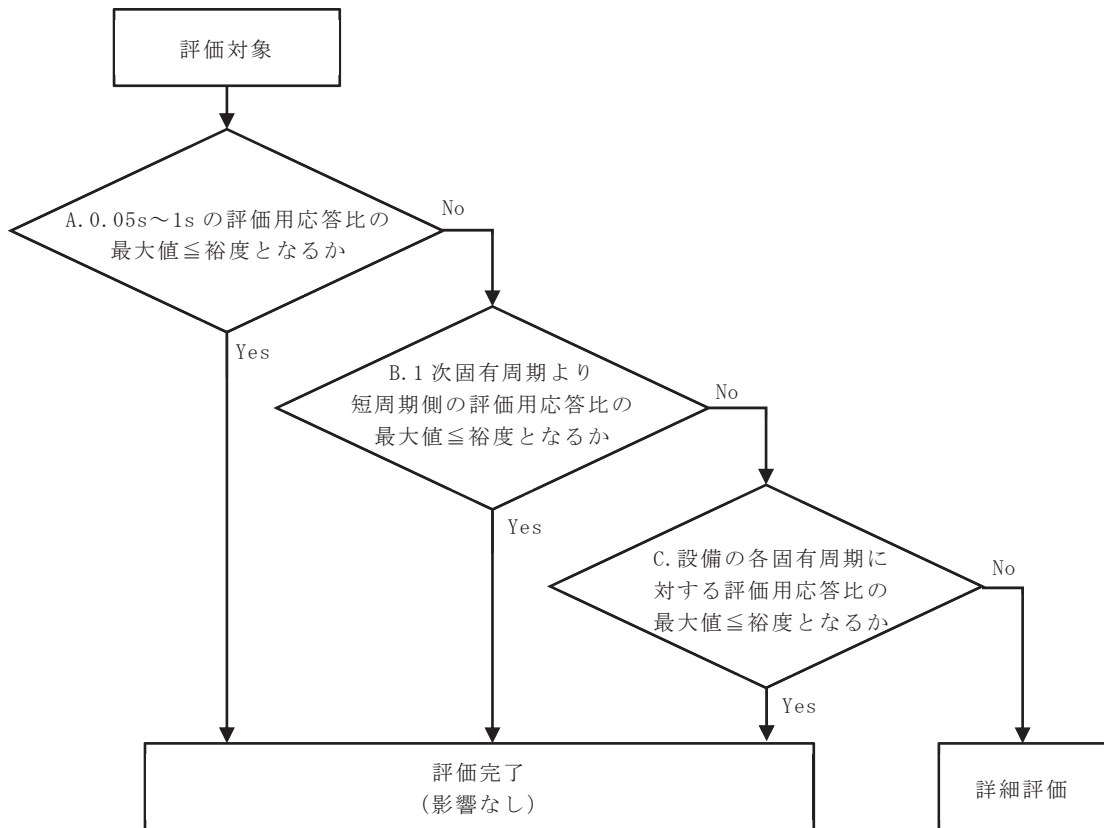 評価対象
A.0.05s～1s の評価用応答比の
最大値≦裕度となるか
No
Yes
B.1 次固有周期より
短周期側の評価用応答比の
最大値≦裕度となるか
No
Yes
C.設備の各固有周期に
対する評価用応答比の
最大値≦裕度となるか
No
Yes
評価完了
(影響なし)
詳細評価